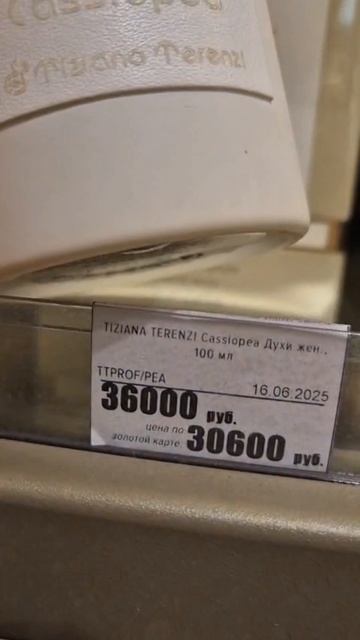 Cassiopea
Tiziana Terenzi
TIZIANA TERENZI Cassiopea Духи жен..
100 мл
TTPROF/PEA
16.06.2025
36000 руб.
цена по
золотой карте:
30600 руб.